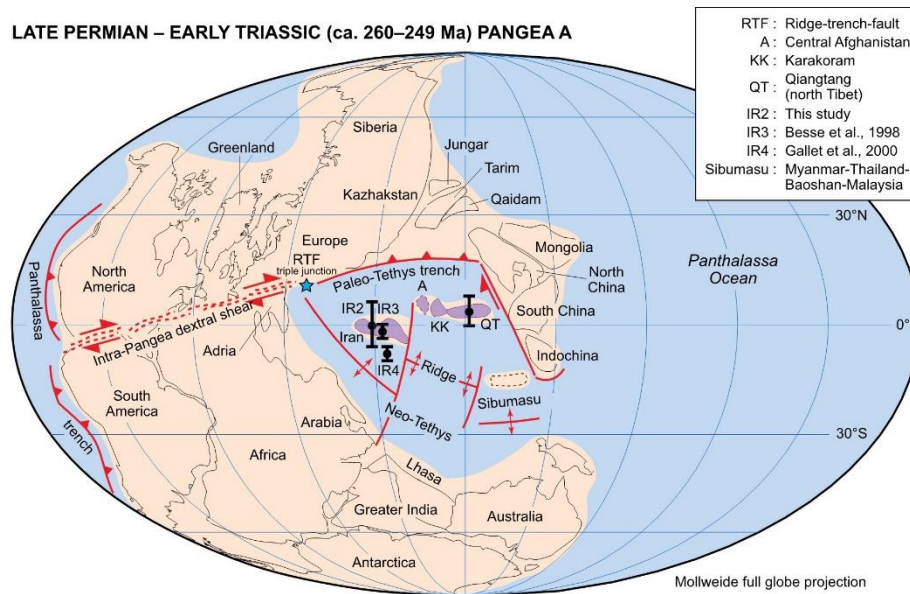 LATE PERMIAN – EARLY TRIASSIC (ca. 260–249 Ma) PANGEA A
RTF : Ridge-trench-fault
A : Central Afghanistan
KK : Karakoram
QT : Qiangtang
(north Tibet)
IR2 : This study
IR3 : Besse et al., 1998
IR4 : Gallet et al., 2000
Sibumasu : Myanmar-Thailand-
Baoshan-Malaysia
Siberia
Greenland
Jungar
Tarim
Kazakhstan
Qaidam
30°N
Europe
Mongolia
RTF
triple junction
Paleo-Tethys trench
North
China
Panthalassa
Ocean
North
America
Panthalassa
A
IR2
IR3
South China
KK
QT
0°
Iran
Intra-Pangea dextral shear
Adria
IR4
Indochina
Ridge
South
America
Sibumasu
Arabia
Neo-Tethys
30°S
trench
Africa
Lhasa
Greater India
Australia
Antarctica
Mollweide full globe projection